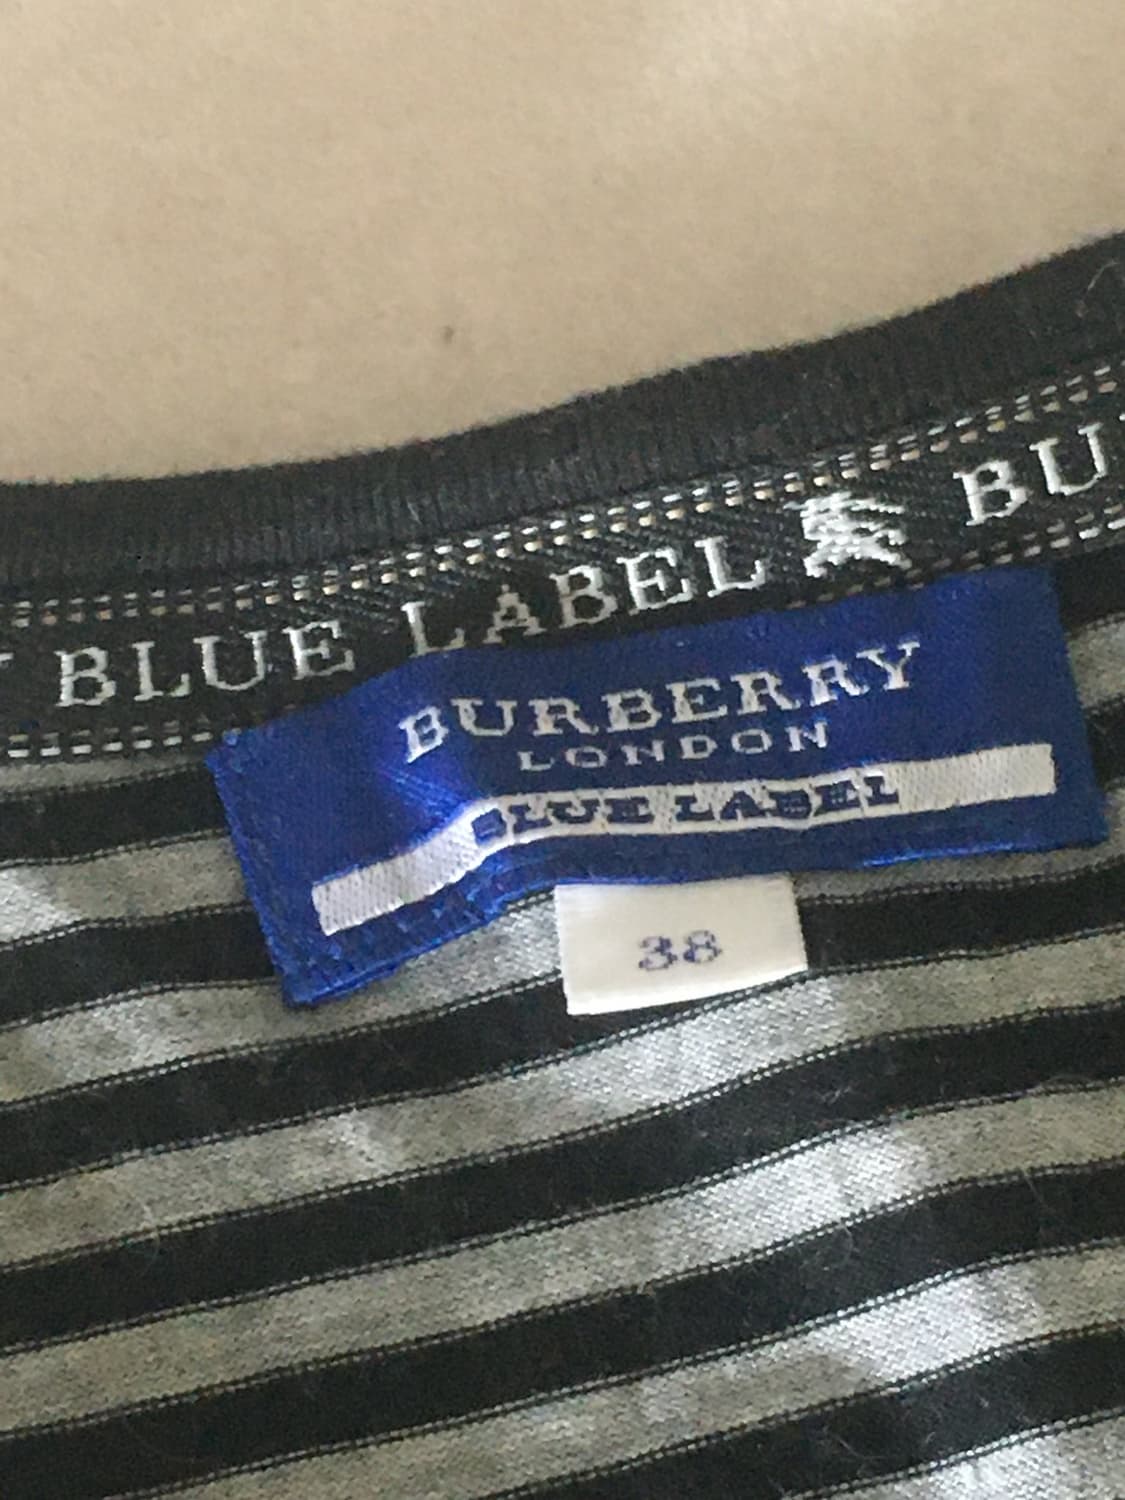 BLUE LABEL BU
BURBERRY
LONDON
BLUE LABEL
38